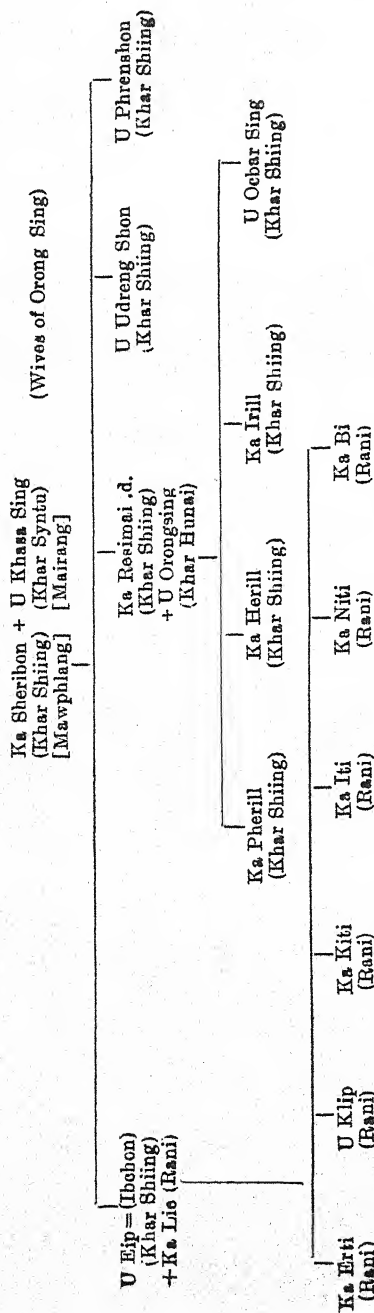 (Wives of Orong Sing)
Ka Sheribon + U Khasa Sing
(Khar Shiing) (Khar Syntu)
[Mawphlang] [Mairang]
U Eip=(Ibohon)
(Khar Shiing)
+Ka Lie (Rani)
Ka Resimai .d.
(Khar Shiing)
+ U Orongsing
(Khar Hunai)
U Udreng Shon
(Khar Shiing)
U Phrenshon
(Khar Shiing)
Ka Pherill
(Khar Shiing)
Ka Herill
(Khar Shiing)
Ka Irill
(Khar Shiing)
U Ocbar Sing
(Khar Shiing)
Ka Erti
(Rani)
U Klip
(Rani)
Ka Kiti
(Rani)
Ka Iti
(Rani)
Ka Niti
(Rani)
Ka Bi
(Rani)